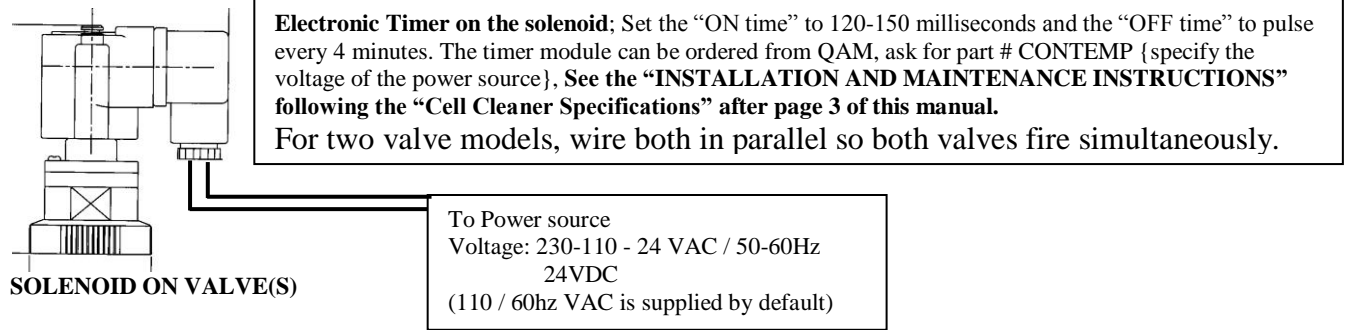 Electronic Timer on the solenoid; Set the “ON time” to 120-150 milliseconds and the “OFF time” to pulse
every 4 minutes. The timer module can be ordered from QAM, ask for part # CONTEMP {specify the
voltage of the power source}, See the “INSTALLATION AND MAINTENANCE INSTRUCTIONS”
following the “Cell Cleaner Specifications” after page 3 of this manual.
For two valve models, wire both in parallel so both valves fire simultaneously.
To Power source
Voltage: 230-110 - 24 VAC / 50-60Hz
24VDC
(110 / 60hz VAC is supplied by default)
SOLENOID ON VALVE(S)